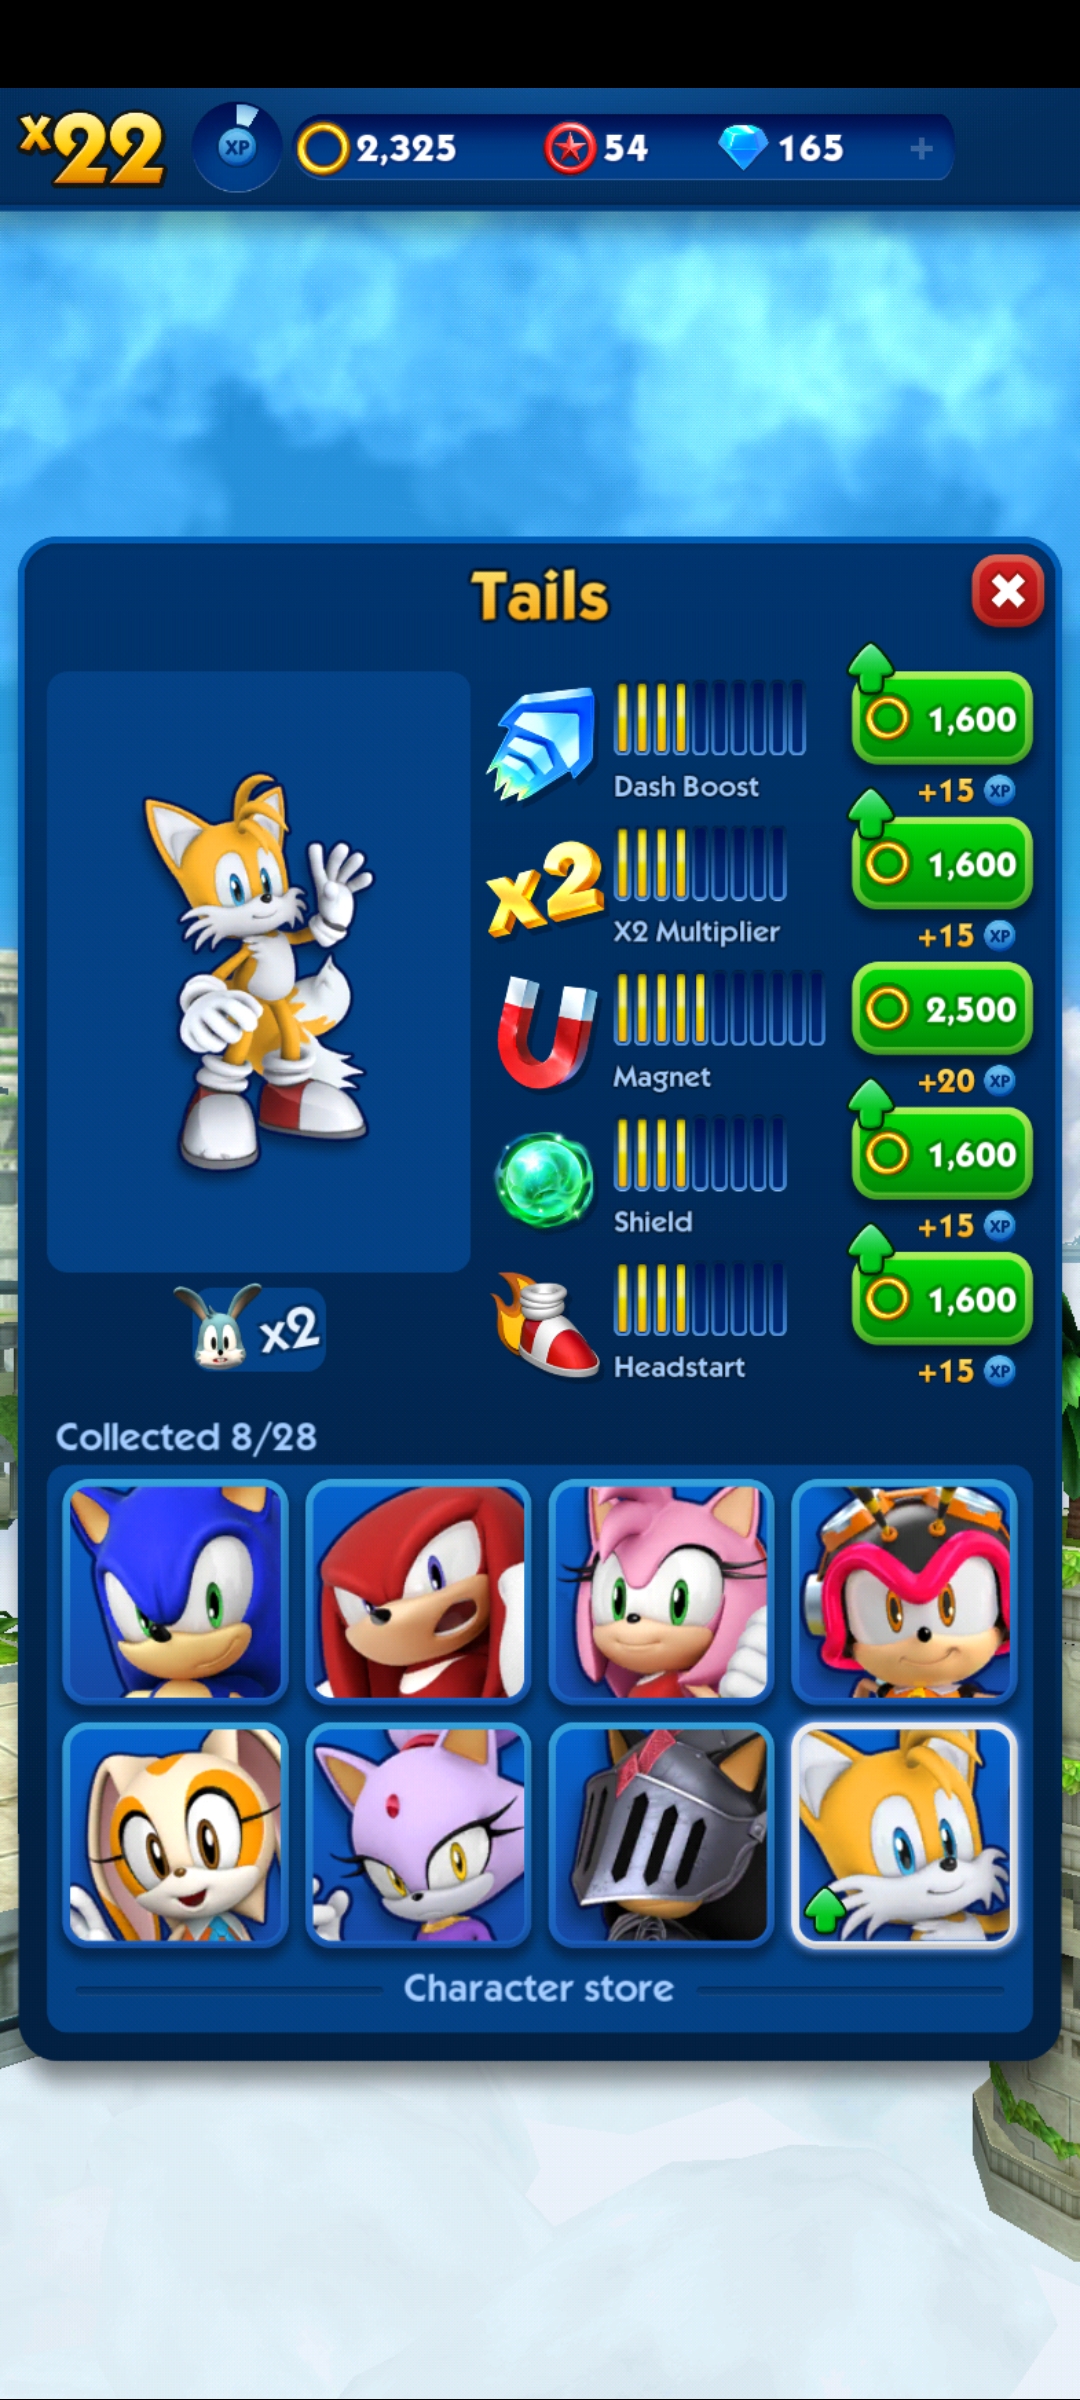 x22
XP
2,325
54
165
+
Tails
1,600
Dash Boost
+15 XP
x2
1,600
X2 Multiplier
+15 XP
2,500
Magnet
+20 XP
1,600
Shield
+15 XP
1,600
x2
Headstart
+15 XP
Collected 8/28
Character store